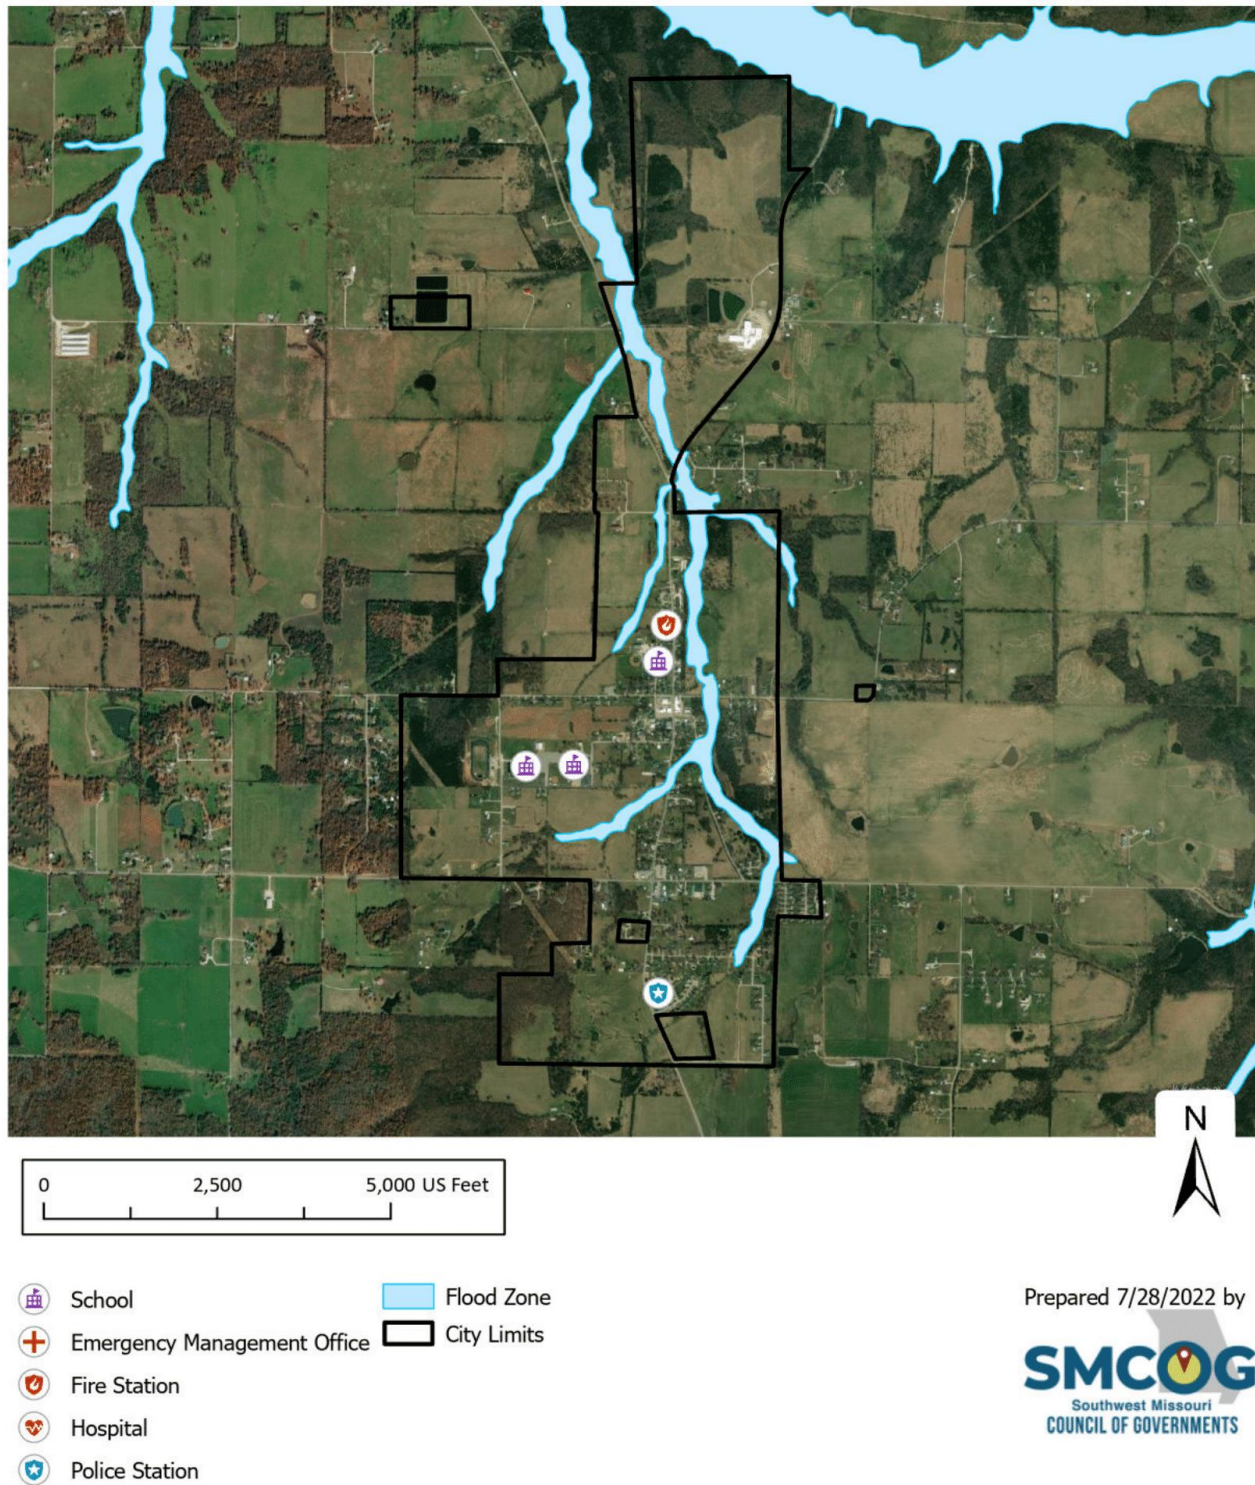 N
0 2,500 5,000 US Feet
School
Emergency Management Office
Fire Station
Hospital
Police Station
Flood Zone
City Limits
Prepared 7/28/2022 by
SMCOG
Southwest Missouri
COUNCIL OF GOVERNMENTS